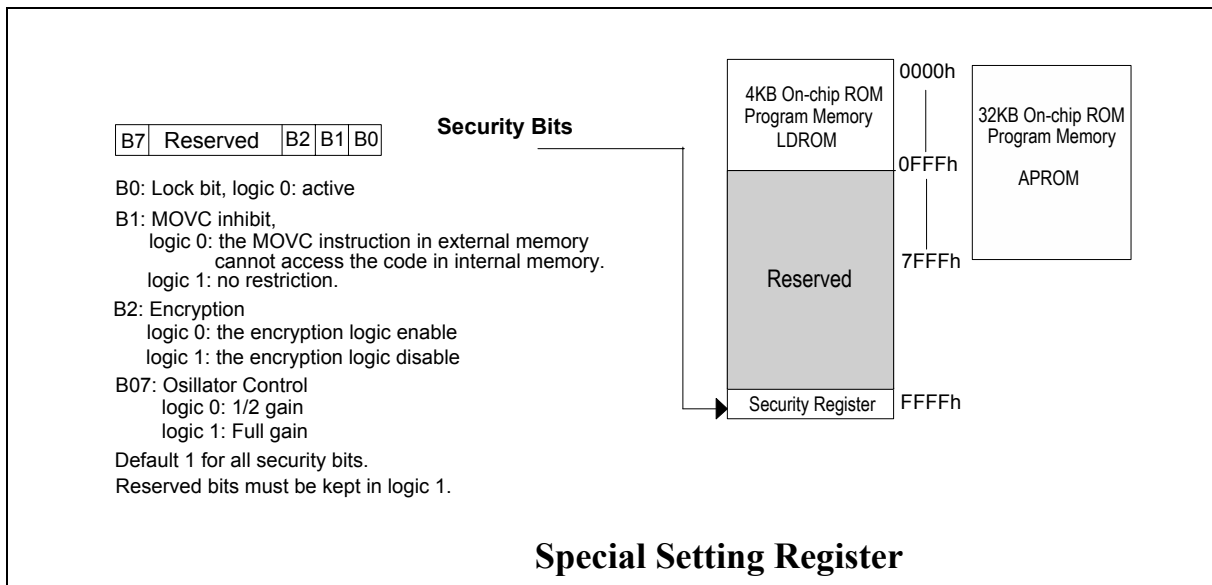 B7 Reserved B2 B1 B0
Security Bits
B0: Lock bit, logic 0: active
B1: MOVC inhibit,
logic 0: the MOVC instruction in external memory
cannot access the code in internal memory.
logic 1: no restriction.
B2: Encryption
logic 0: the encryption logic enable
logic 1: the encryption logic disable
B07: Osillator Control
logic 0: 1/2 gain
logic 1: Full gain
Default 1 for all security bits.
Reserved bits must be kept in logic 1.
4KB On-chip ROM
Program Memory
LDROM
Reserved
Security Register
0000h
0FFFh
7FFFh
FFFFh
32KB On-chip ROM
Program Memory
APROM
Special Setting Register